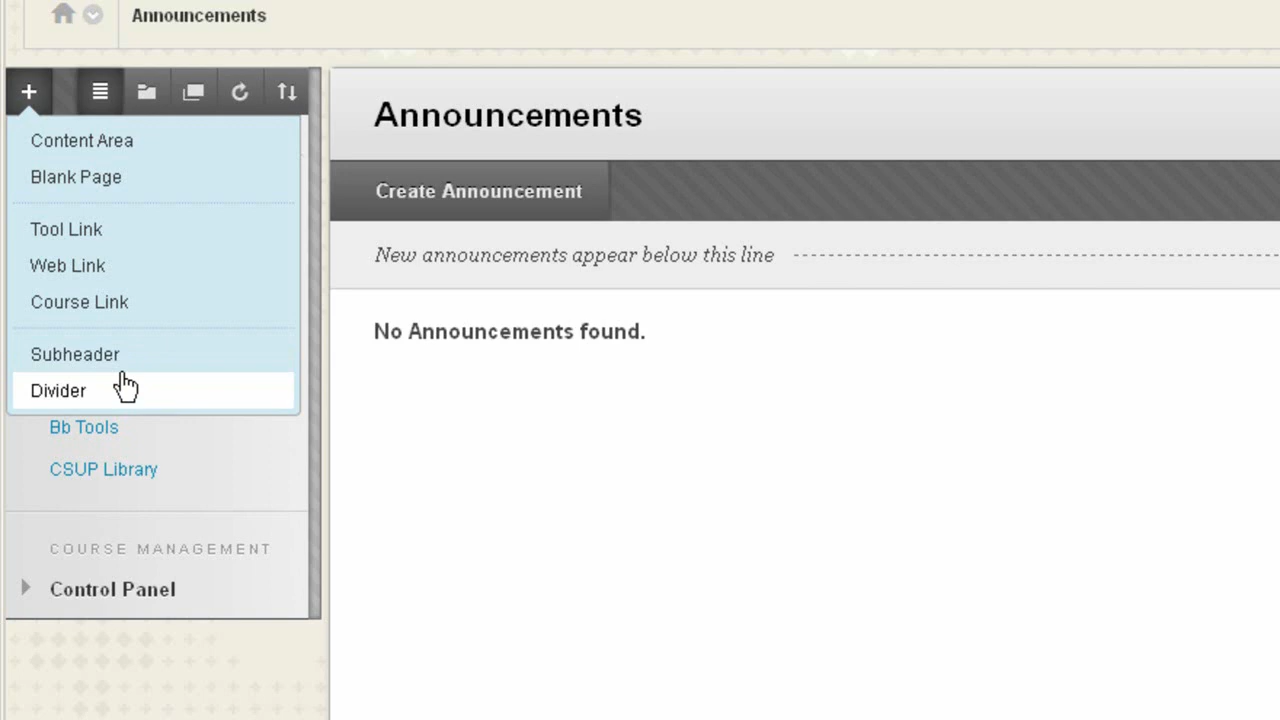 Announcements
Content Area
Blank Page
Tool Link
Web Link
Course Link
Subheader
Divider
Bb Tools
CSUP Library
COURSE MANAGEMENT
Control Panel
Announcements
Create Announcement
New announcements appear below this line
No Announcements found.